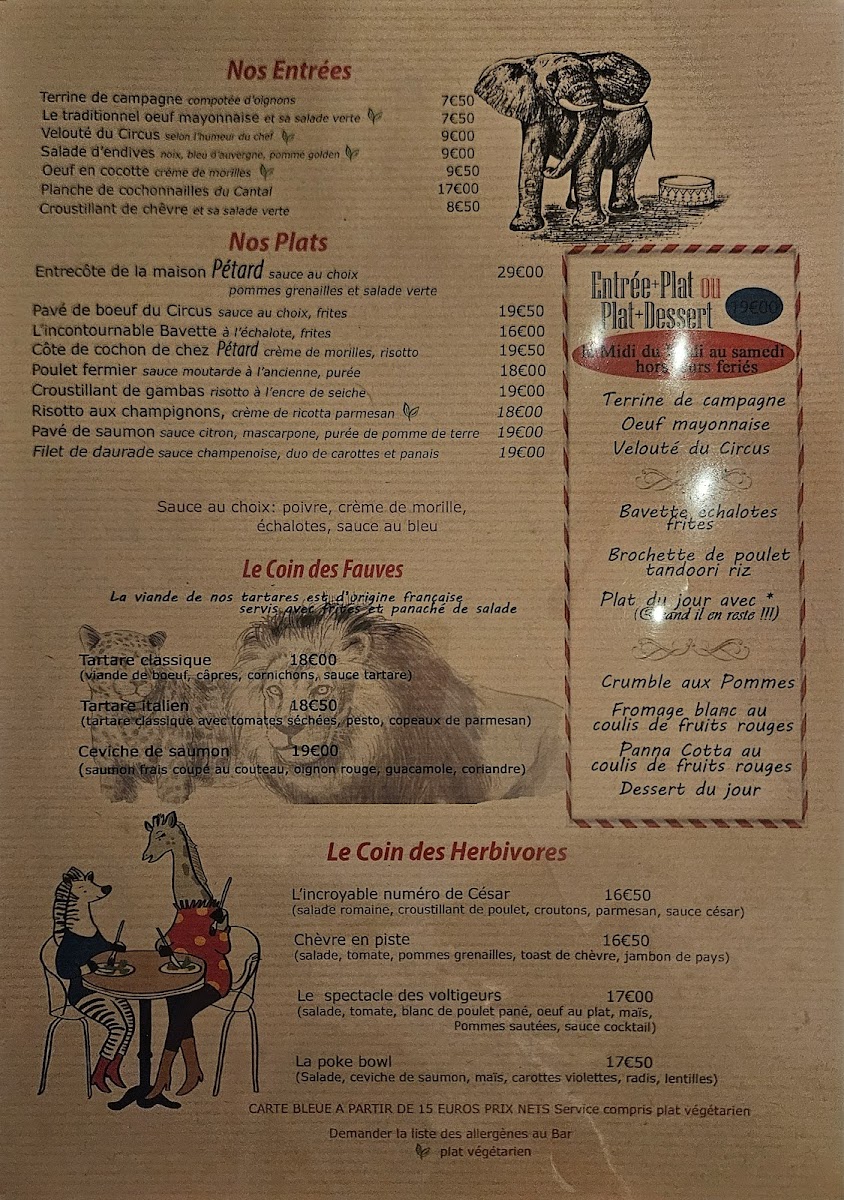 Nos Entrées
Terrine de campagne compotée d'oignons 7€50
Le traditionnel oeuf mayonnaise et sa salade verte 7€50
Velouté du Circus selon l'humeur du chef 9€00
Salade d'endives noix, bleu d'auvergne, pomme golden 9€00
Oeuf en cocotte crème de morilles 9€50
Planche de cochonnailles du Cantal 17€00
Croustillant de chêvre et sa salade verte 8€50
Nos Plats
Entrecôte de la maison Pétard sauce au choix 29€00
pommes grenailles et salade verte
Pavé de boeuf du Circus sauce au choix, frites 19€50
L'incontournable Bavette à l'échalote, frites 16€00
Côte de cochon de chez Pétard crème de morilles, risotto 19€50
Poulet fermier sauce moutarde à l'ancienne, purée 18€00
Croustillant de gambas risotto à l'encre de seiche 19€00
Risotto aux champignons, crème de ricotta parmesan 18€00
Pavé de saumon sauce citron, mascarpone, purée de pomme de terre 19€00
Filet de daurade sauce champenoise, duo de carottes et panais 19€00
Sauce au choix: poivre, crème de morille,
échalotes, sauce au bleu
Entrée+Plat ou
Plat+Dessert 19€00
Midi du au samedi
hors feriés
Terrine de campagne
Oeuf mayonnaise
Velouté du Circus
Bavette échalotes
frites
Brochette de poulet
tandoori riz
Plat du jour avec *
(Quand il en reste !!!)
Crumble aux Pommes
Fromage blanc au
coulis de fruits rouges
Panna Cotta au
coulis de fruits rouges
Dessert du jour
Le Coin des Fauves
La viande de nos tartares est d'origine française
servis avec frites et panaché de salade
Tartare classique 18€00
(viande de boeuf, câpres, cornichons, sauce tartare)
Tartare italien 18€50
(tartare classique avec tomates séchées, pesto, copeaux de parmesan)
Ceviche de saumon 19€00
(saumon frais coupé au couteau, oignon rouge, guacamole, coriandre)
Le Coin des Herbivores
L'incroyable numéro de César 16€50
(salade romaine, croustillant de poulet, croutons, parmesan, sauce césar)
Chèvre en piste 16€50
(salade, tomate, pommes grenailles, toast de chèvre, jambon de pays)
Le spectacle des voltigeurs 17€00
(salade, tomate, blanc de poulet pané, oeuf au plat, maïs,
Pommes sautées, sauce cocktail)
La poke bowl 17€50
(Salade, ceviche de saumon, maïs, carottes violettes, radis, lentilles)
CARTE BLEUE A PARTIR DE 15 EUROS PRIX NETS Service compris plat végétarien
Demander la liste des allergènes au Bar
plat végétarien